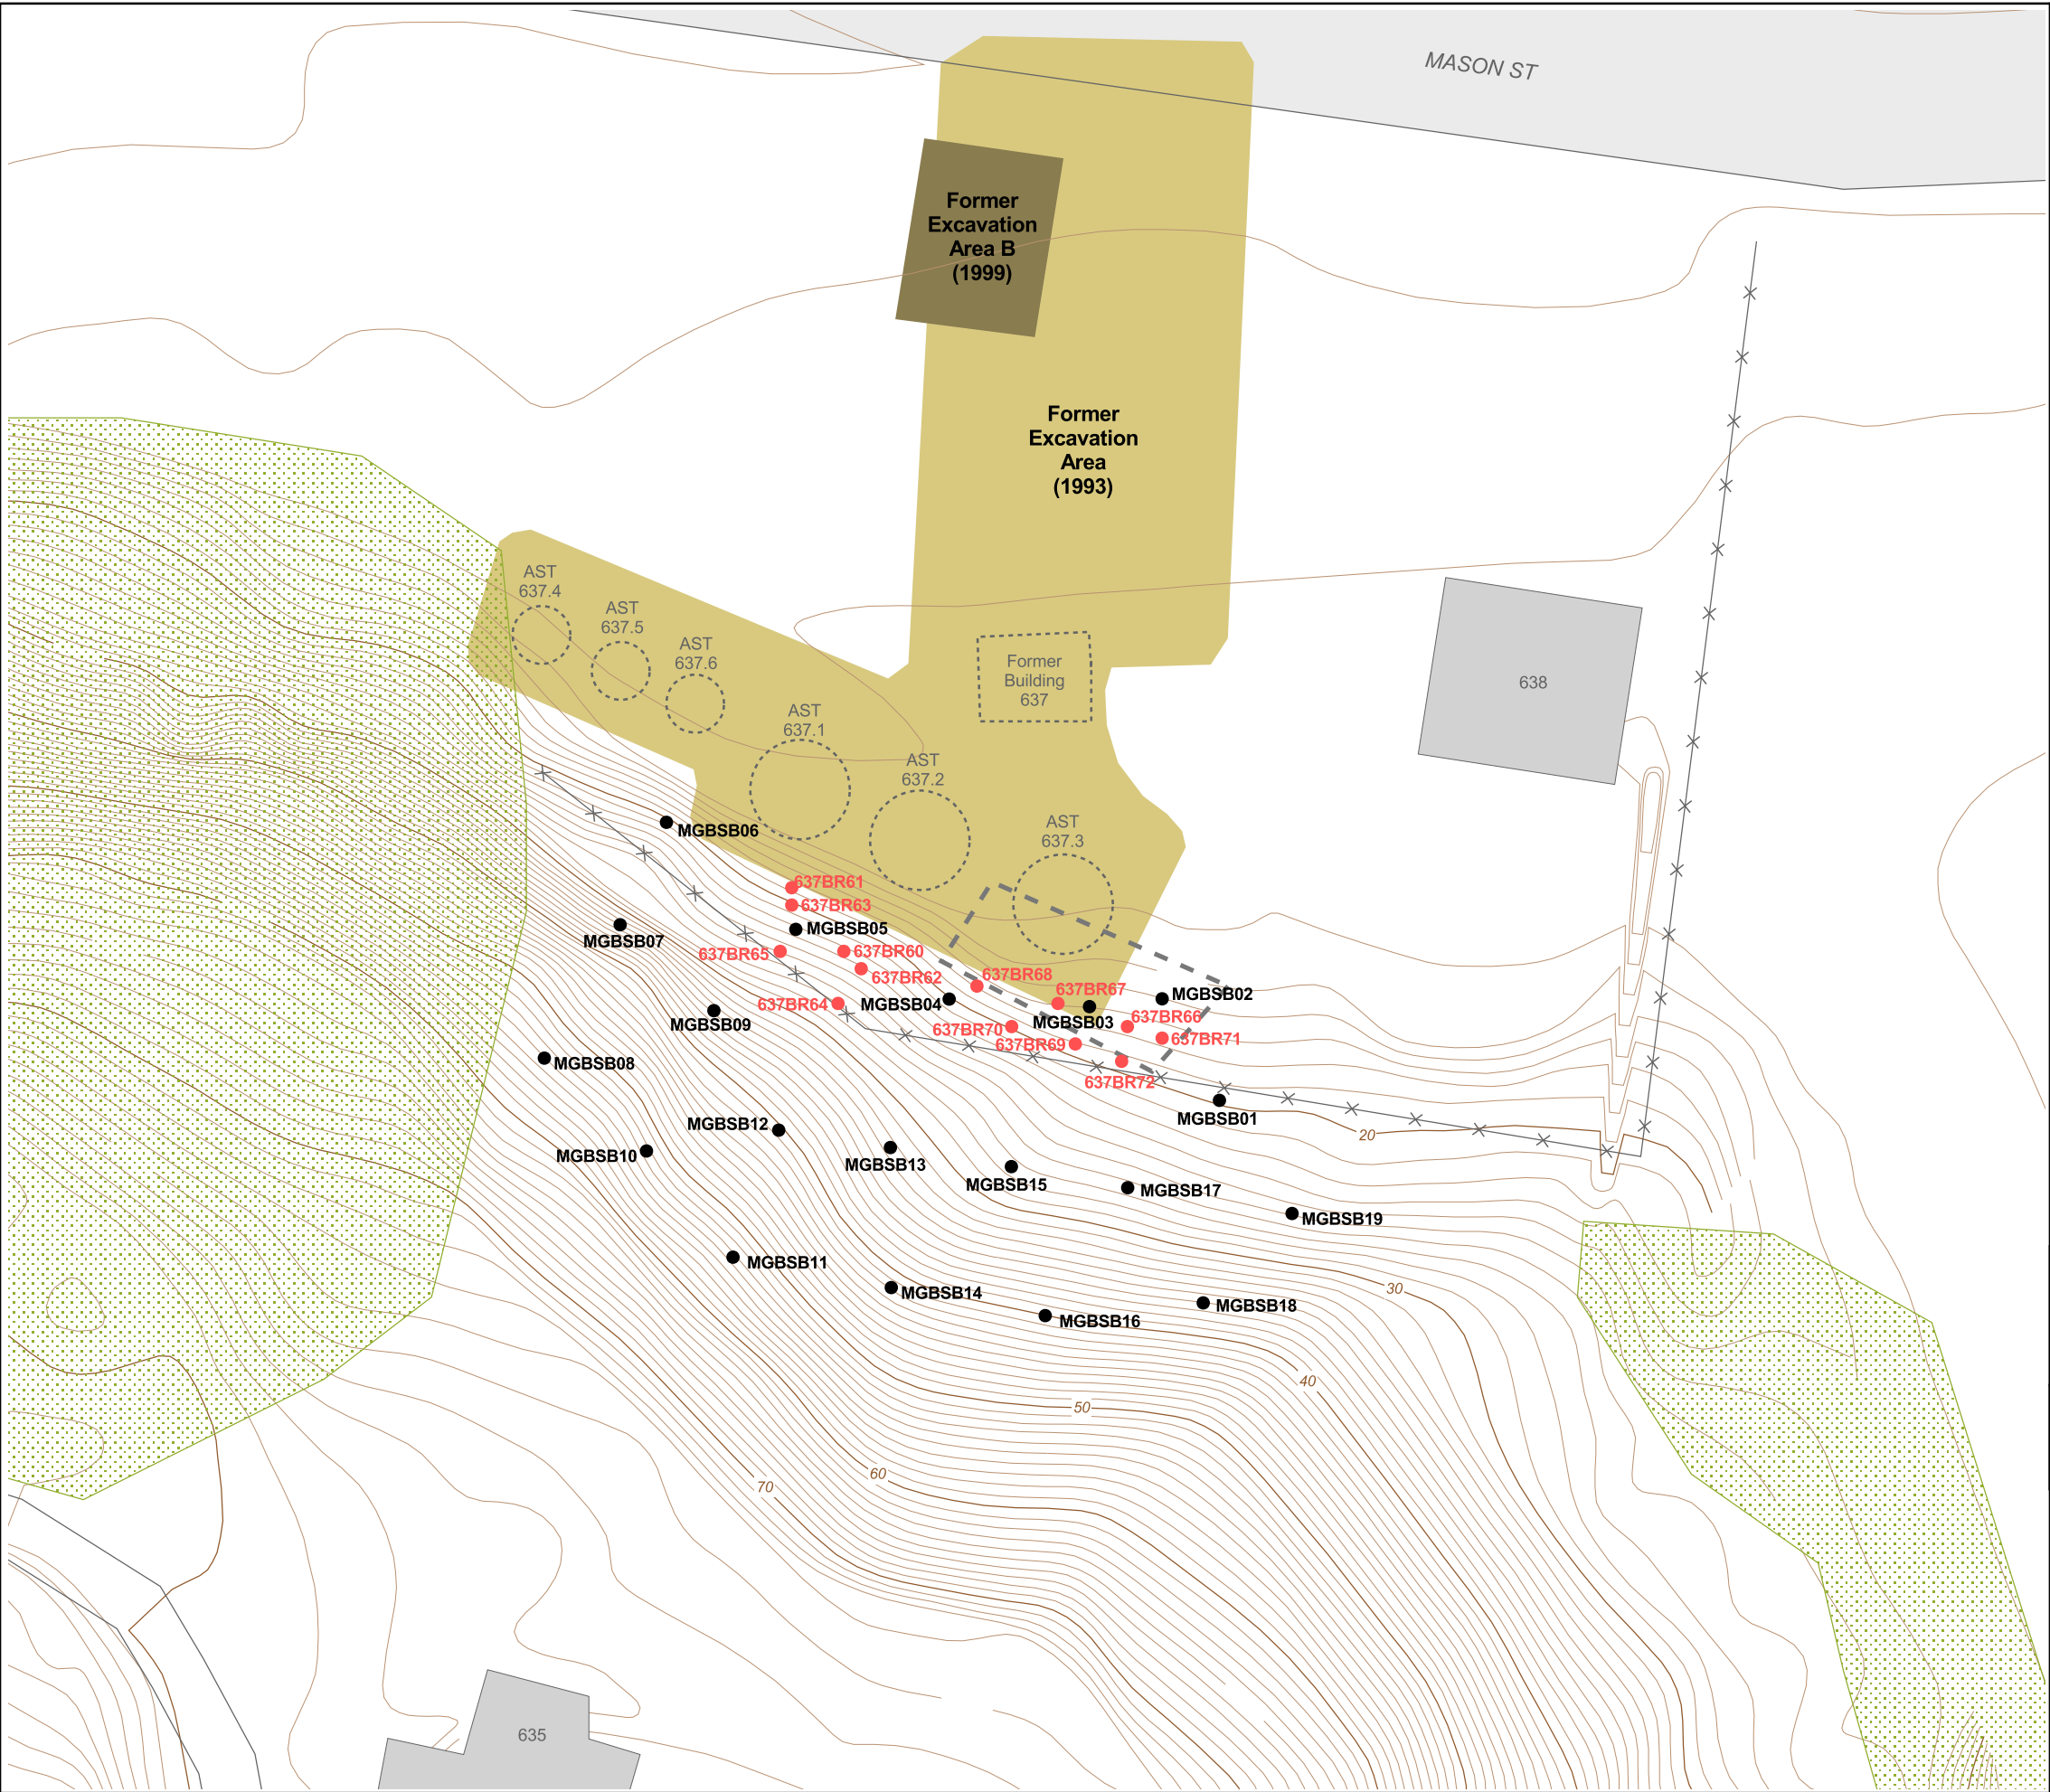 MASON ST
Former
Excavation
Area B
(1999)
Former
Excavation
Area
(1993)
AST
637.4
AST
637.5
AST
637.6
AST
637.1
AST
637.2
AST
637.3
Former
Building
637
638
MGBSB06
637BR61
637BR63
MGBSB05
MGBSB07
637BR65
637BR60
637BR62
637BR68
637BR64
MGBSB04
637BR67
MGBSB02
MGBSB03
637BR66
MGBSB09
637BR70
637BR69
637BR71
MGBSB08
637BR72
MGBSB01
20
MGBSB12
MGBSB10
MGBSB13
MGBSB15
MGBSB17
MGBSB19
MGBSB11
MGBSB14
MGBSB16
MGBSB18
30
40
50
60
70
635